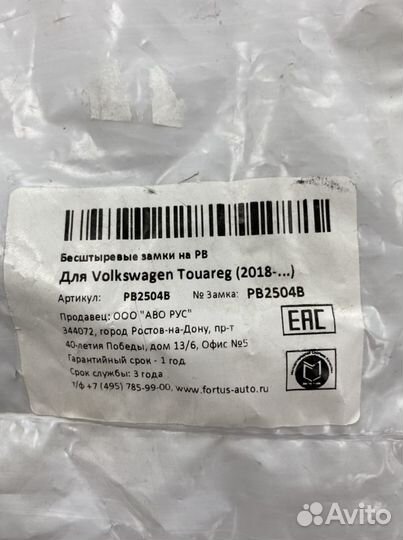 Бесштыревые замки на РВ
Для Volkswagen Touareg (2018-...)
Артикул: PB2504B № Замка: PB2504B
Продавец: ООО "АВО РУС"
344072, город Ростов-на-Дону, пр-т
40-летия Победы, дом 13/6, Офис №5
Гарантийный срок - 1 год
Срок службы: 3 года
т/ф +7 (495) 785-99-00. www.fortus-auto.ru
EAC
Avito